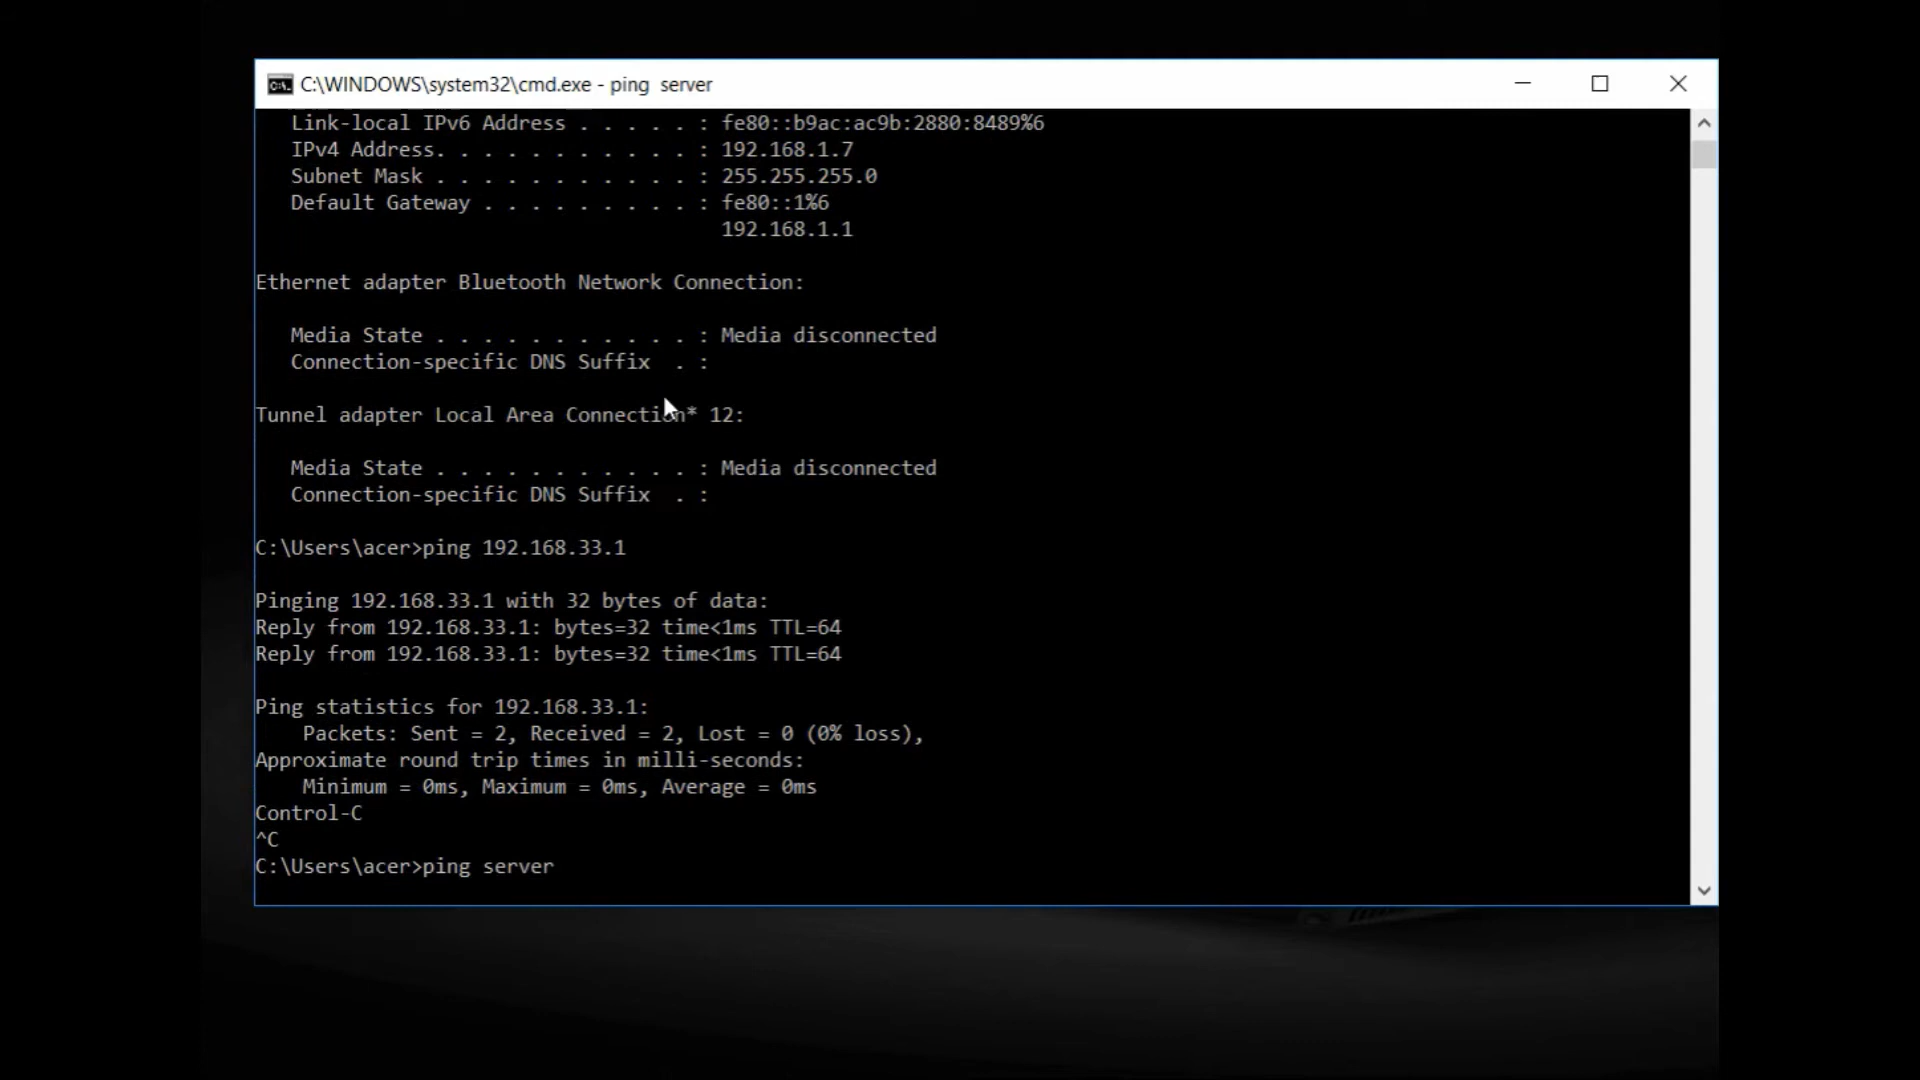 C:\WINDOWS\system32\cmd.exe - ping  server
Link-local IPv6 Address . . . . . : fe80::b9ac:ac9b:2880:8489%6
IPv4 Address. . . . . . . . . . . : 192.168.1.7
Subnet Mask . . . . . . . . . . . : 255.255.255.0
Default Gateway . . . . . . . . . : fe80::1%6
192.168.1.1
Ethernet adapter Bluetooth Network Connection:
Media State . . . . . . . . . . . : Media disconnected
Connection-specific DNS Suffix  . :
Tunnel adapter Local Area Connection* 12:
Media State . . . . . . . . . . . : Media disconnected
Connection-specific DNS Suffix  . :
C:\Users\acer>ping 192.168.33.1
Pinging 192.168.33.1 with 32 bytes of data:
Reply from 192.168.33.1: bytes=32 time<1ms TTL=64
Reply from 192.168.33.1: bytes=32 time<1ms TTL=64
Ping statistics for 192.168.33.1:
Packets: Sent = 2, Received = 2, Lost = 0 (0% loss),
Approximate round trip times in milli-seconds:
Minimum = 0ms, Maximum = 0ms, Average = 0ms
Control-C
^C
C:\Users\acer>ping server